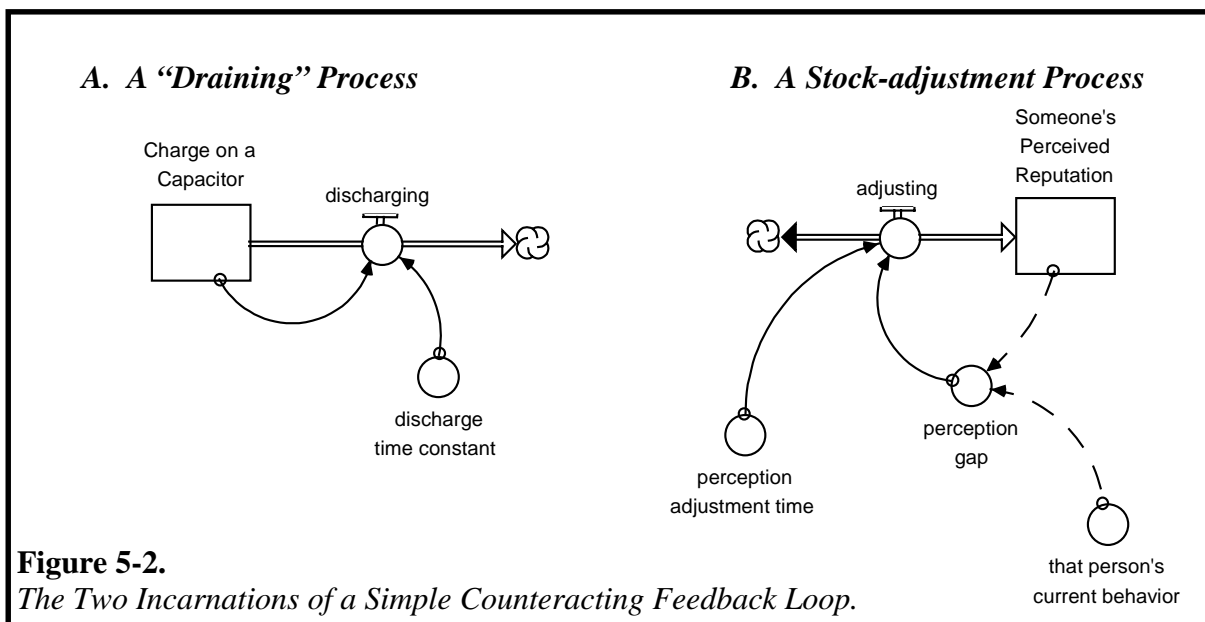 A. A “Draining” Process
Charge on a
Capacitor
discharging
discharge
time constant
B. A Stock-adjustment Process
Someone's
Perceived
Reputation
adjusting
perception
gap
perception
adjustment time
that person's
current behavior
Figure 5-2.
The Two Incarnations of a Simple Counteracting Feedback Loop.